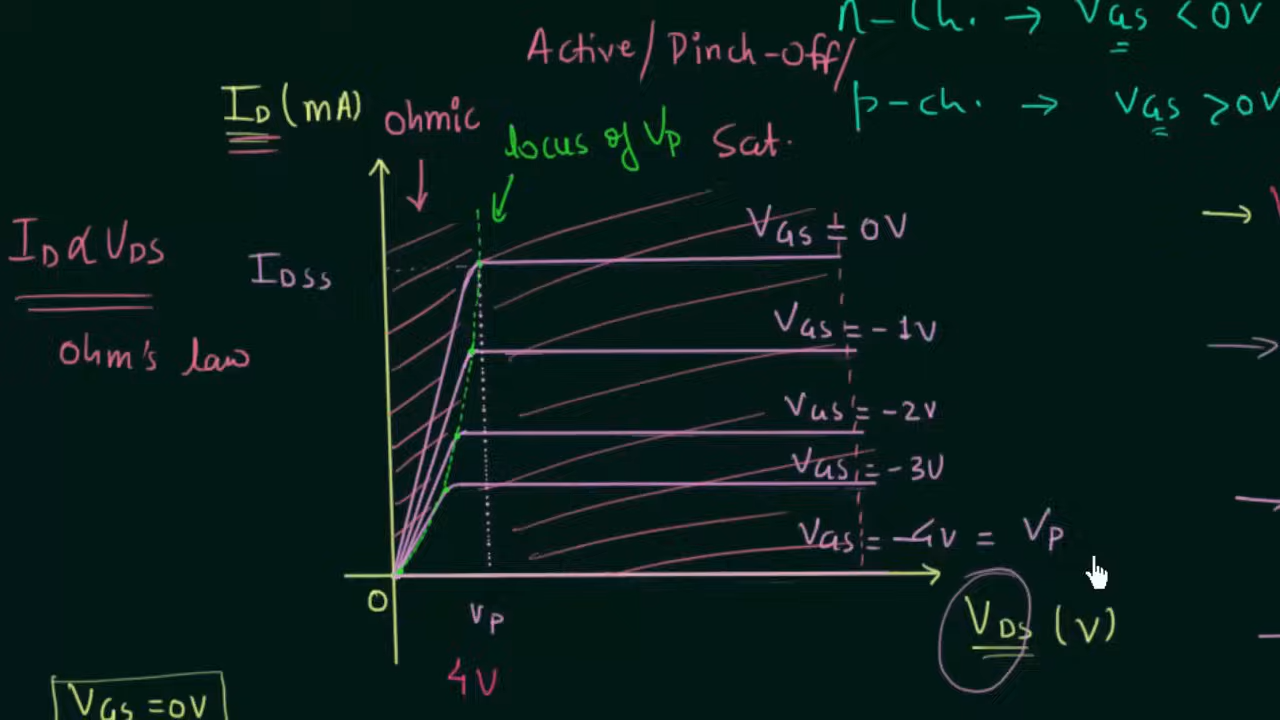 n-Ch. → VGS < 0V
Active/Pinch-Off/
Sat.
p-ch. → VGS > 0V
ID (mA)
ohmic
locus of VP
ID ∝ VDS
Ohm's law
IDSS
VGS = 0V
VGS = -1V
VGS = -2V
VGS = -3V
VGS = -4V = VP
0
VP
4V
VDS (V)
VGS = 0V